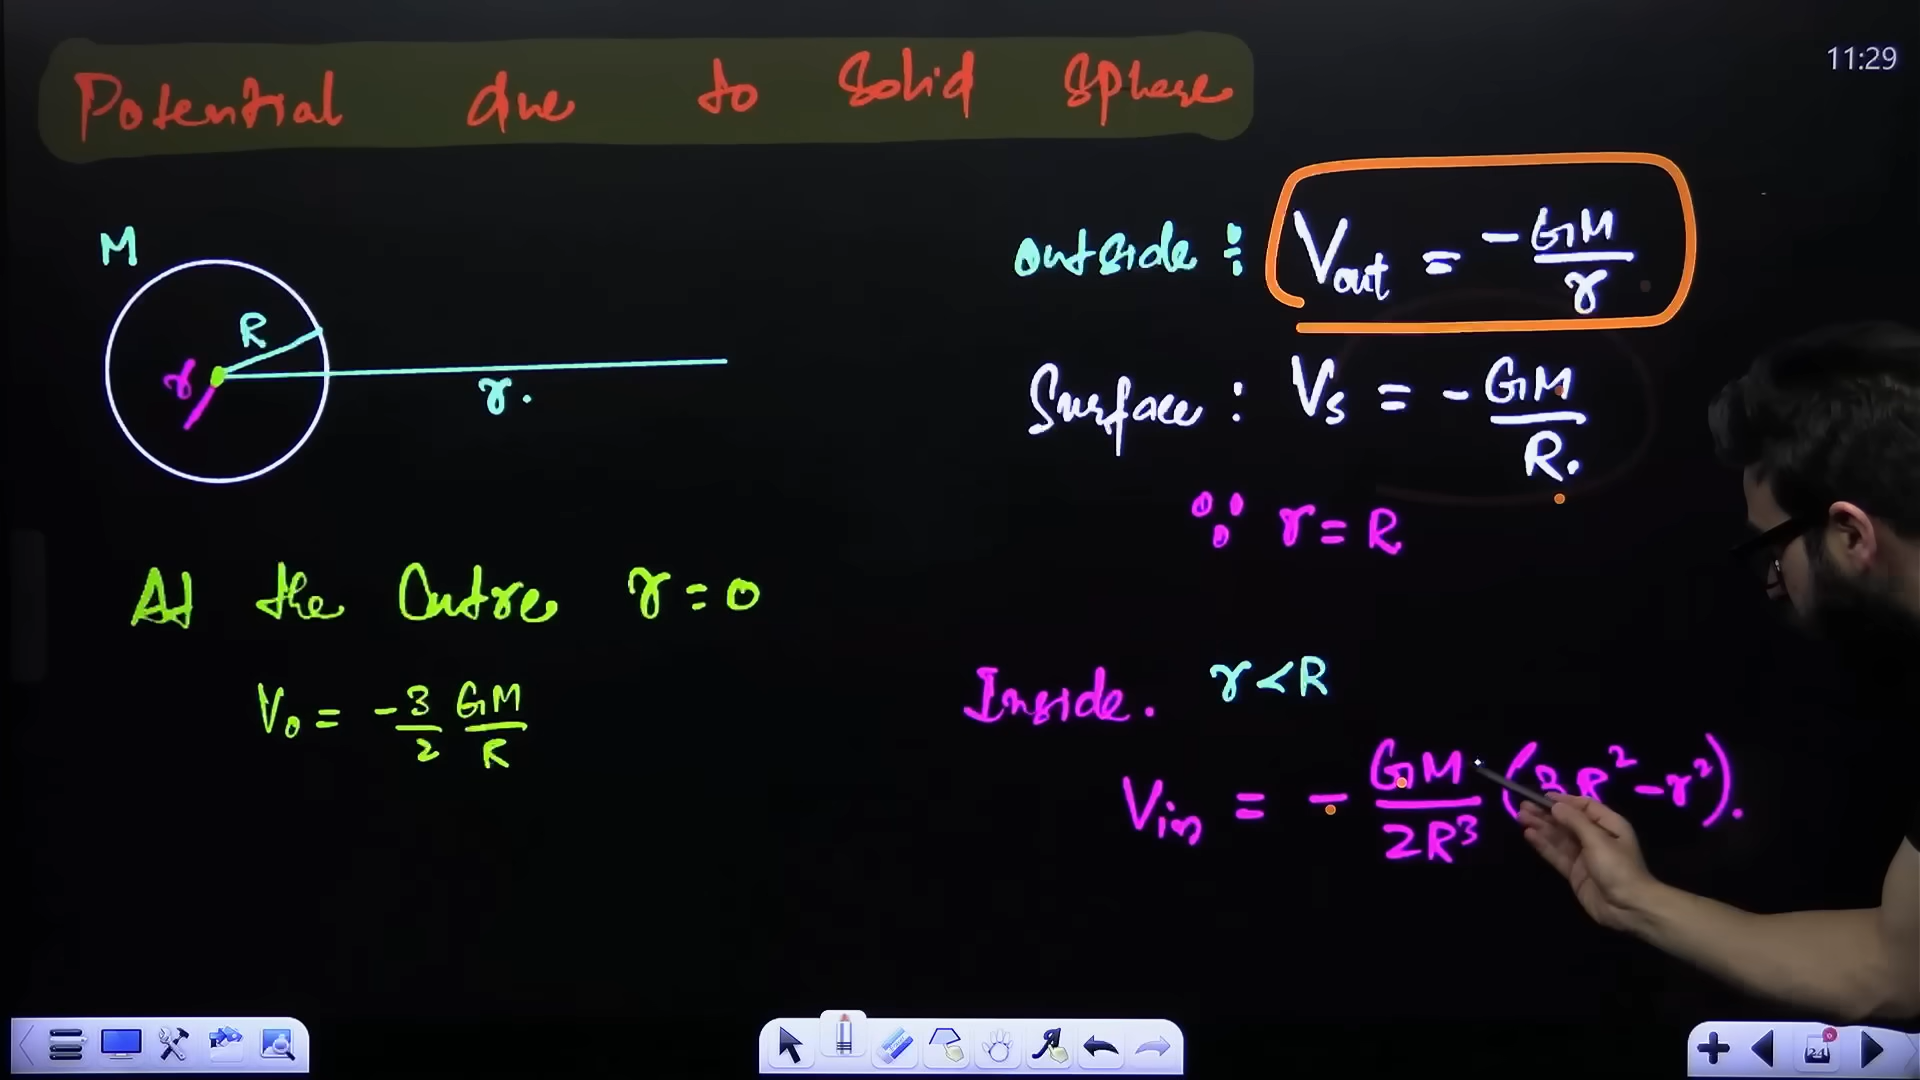 Potential due to Solid Sphere
11:29
M
R
r
r.
outside : Vout = -GM/r
Surface : Vs = -GM/R.
∵ r = R
At the Centre r = 0
V₀ = -3/2 GM/R
Inside. r < R
Vin = - GM/2R³ (3R² - r²).
24